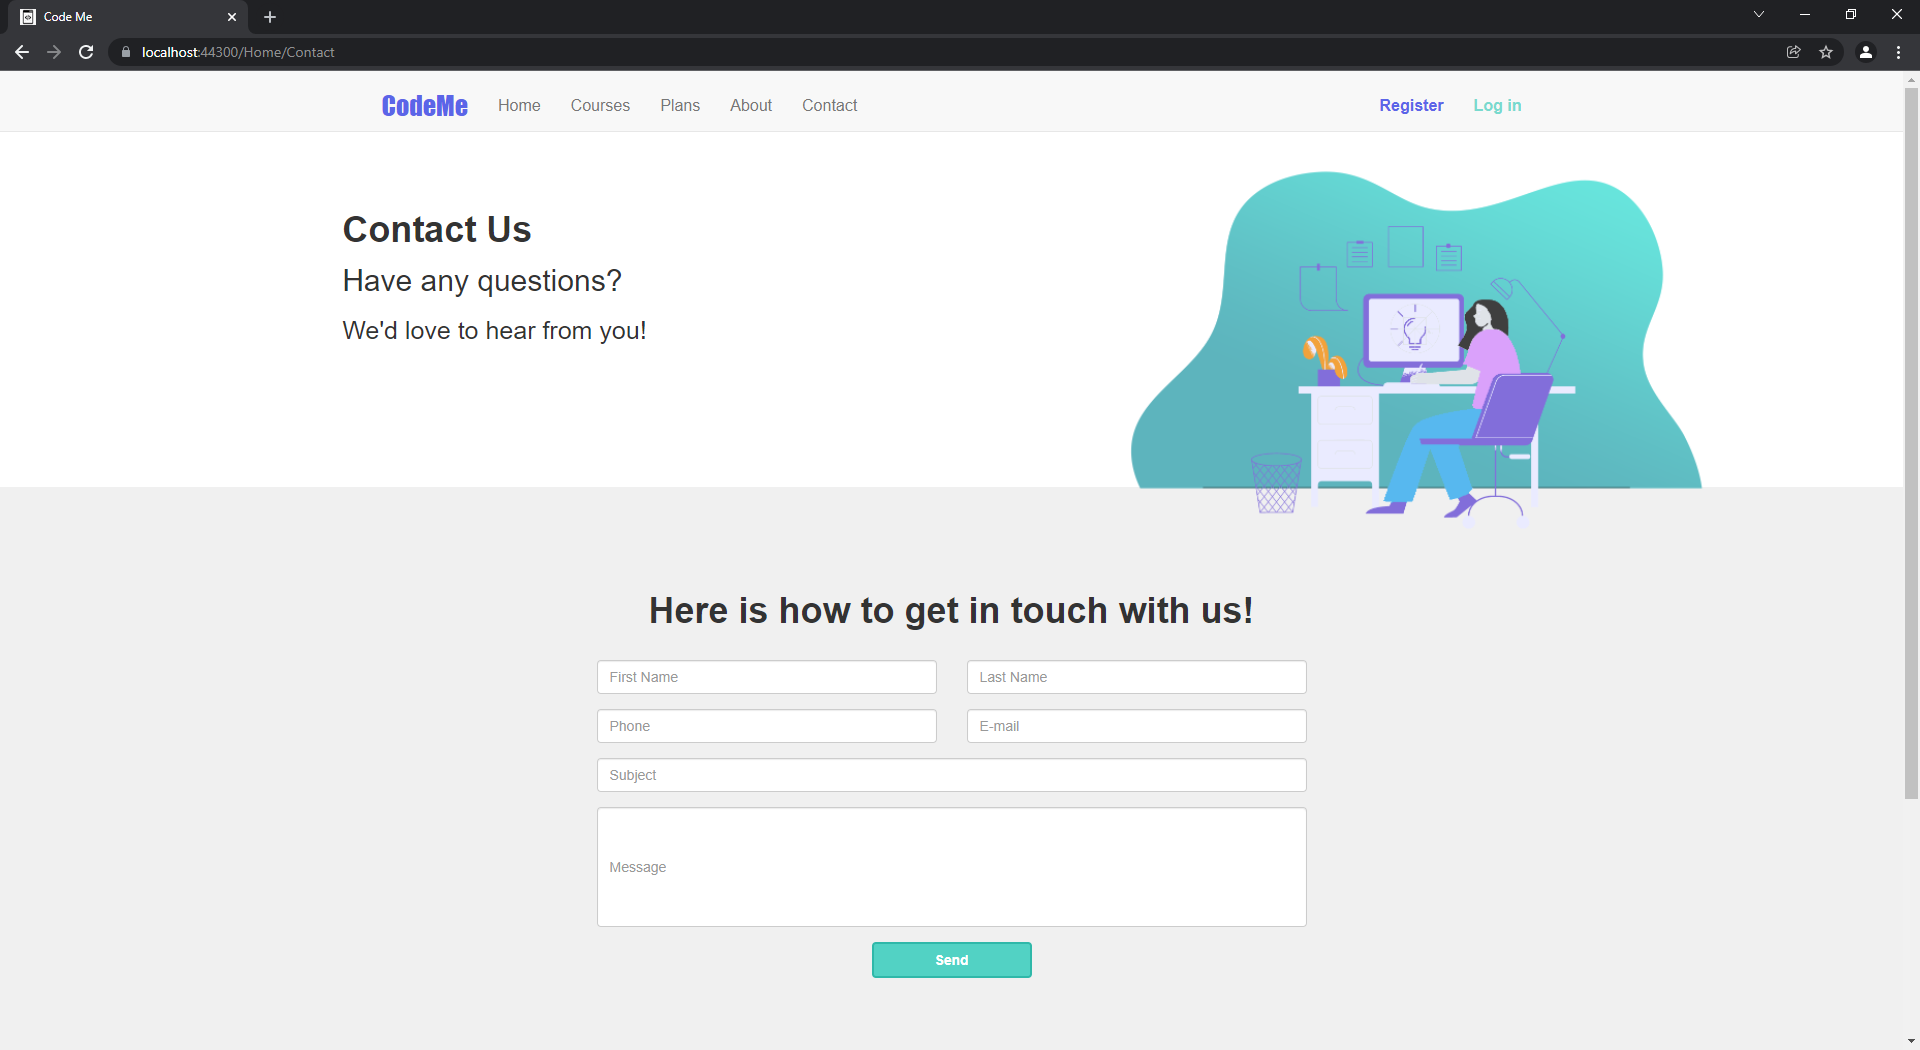 Code Me
localhost:44300/Home/Contact
CodeMe Home Courses Plans About Contact Register Log in
Contact Us
Have any questions?
We'd love to hear from you!
Here is how to get in touch with us!
First Name Last Name
Phone E-mail
Subject
Message
Send